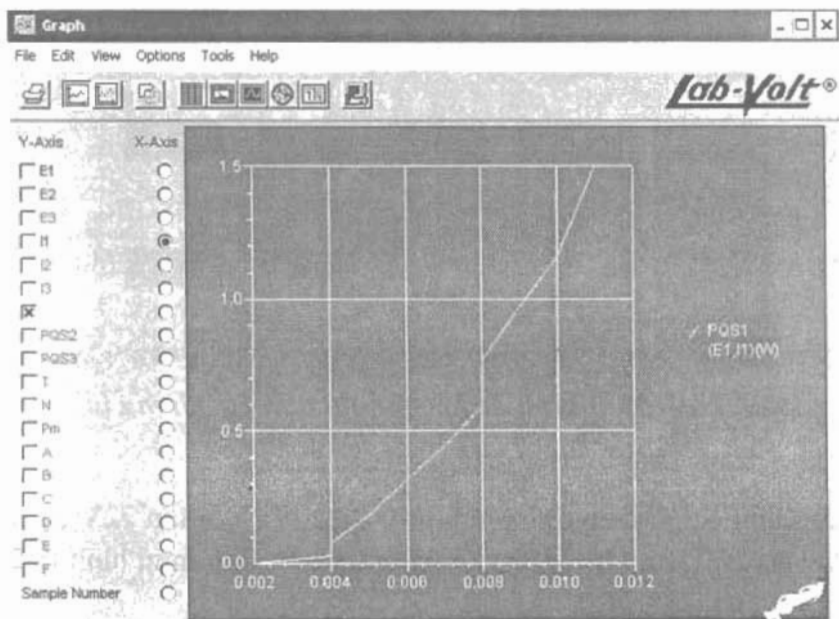 Graph
File Edit View Options Tools Help
Lab-Volt®
Y-Axis X-Axis
E1
E2
E3
I1
I2
I3
PQS2
PQS3
T
N
Pm
A
B
C
D
E
F
Sample Number
1.5
1.0
0.5
0.0
0.002 0.004 0.006 0.008 0.010 0.012
PQS1
(E1,I1)(W)